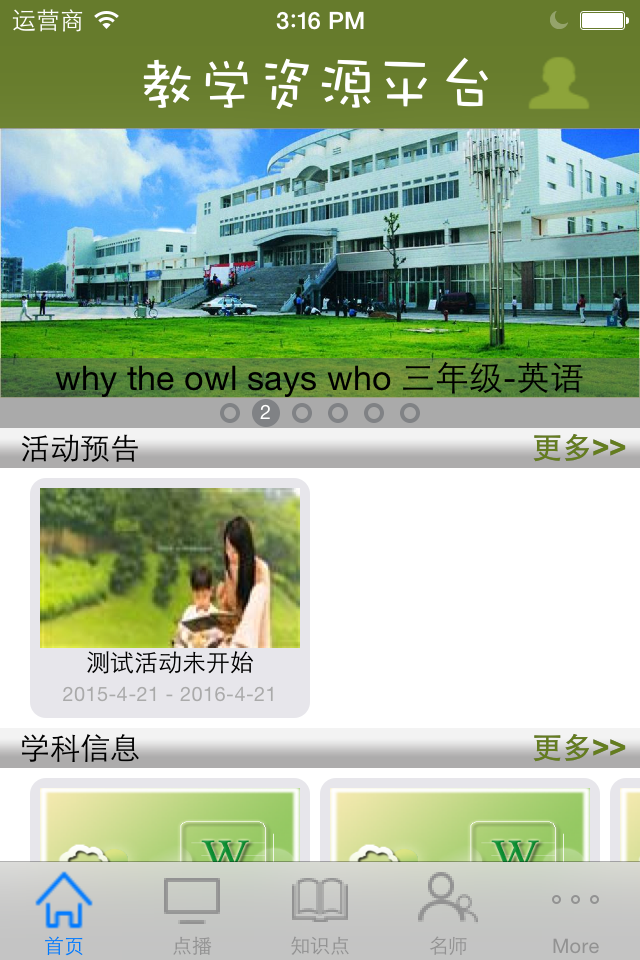 运营商 3:16 PM
教学资源平台
why the owl says who 三年级-英语
2
活动预告 更多>>
测试活动未开始
2015-4-21 - 2016-4-21
学科信息 更多>>
W W
首页 点播 知识点 名师 More